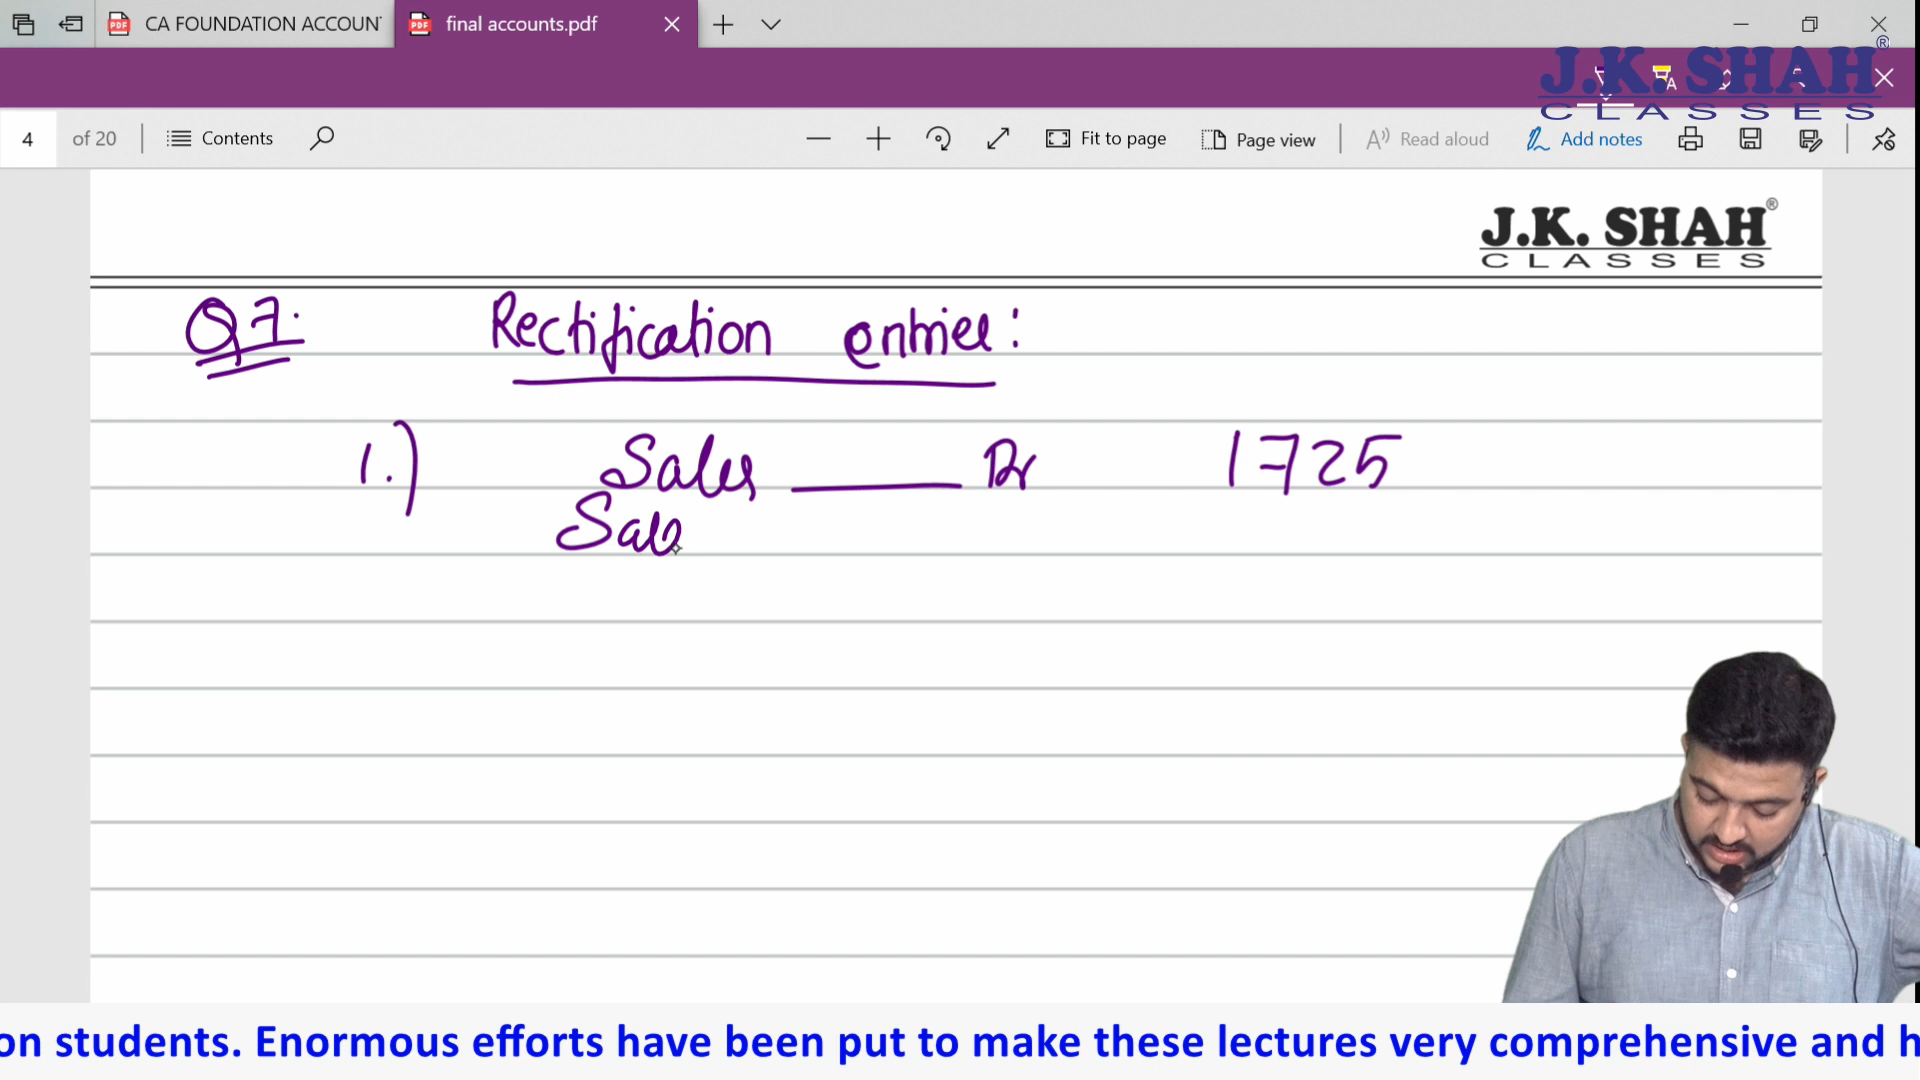 CA FOUNDATION ACCOUN
final accounts.pdf
J.K. SHAH®
CLASSES
4 of 20 Contents Fit to page Page view Read aloud Add notes
J.K. SHAH®
CLASSES
Q7. Rectification entries:
1.) Sales Dr 1725
Sale
on students. Enormous efforts have been put to make these lectures very comprehensive and h